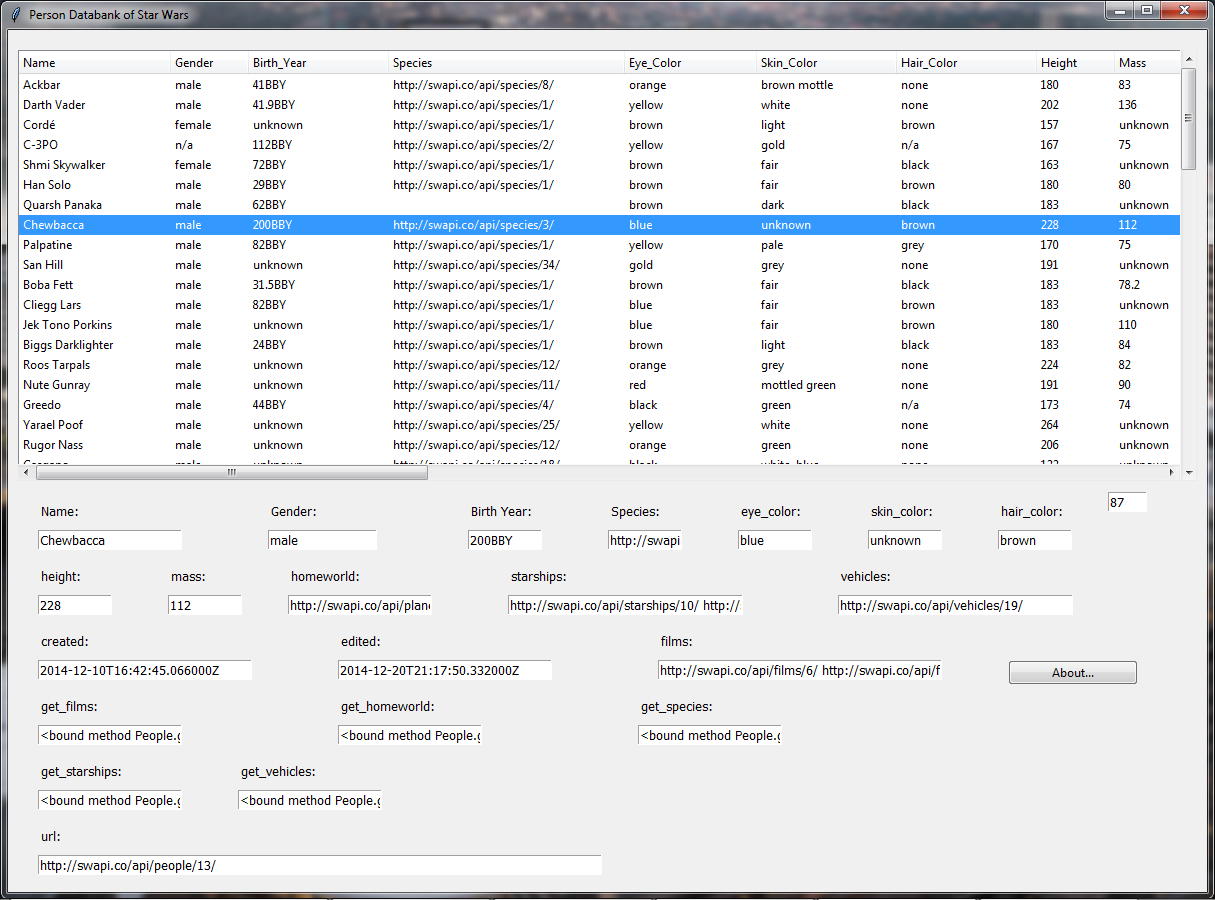 Person Databank of Star Wars
Name Gender Birth_Year Species Eye_Color Skin_Color Hair_Color Height Mass
Ackbar male 41BBY http://swapi.co/api/species/8/ orange brown mottle none 180 83
Darth Vader male 41.9BBY http://swapi.co/api/species/1/ yellow white none 202 136
Cordé female unknown http://swapi.co/api/species/1/ brown light brown 157 unknown
C-3PO n/a 112BBY http://swapi.co/api/species/2/ yellow gold n/a 167 75
Shmi Skywalker female 72BBY http://swapi.co/api/species/1/ brown fair black 163 unknown
Han Solo male 29BBY http://swapi.co/api/species/1/ brown fair brown 180 80
Quarsh Panaka male 62BBY brown dark black 183 unknown
Chewbacca male 200BBY http://swapi.co/api/species/3/ blue unknown brown 228 112
Palpatine male 82BBY http://swapi.co/api/species/1/ yellow pale grey 170 75
San Hill male unknown http://swapi.co/api/species/34/ gold grey none 191 unknown
Boba Fett male 31.5BBY http://swapi.co/api/species/1/ brown fair black 183 78.2
Cliegg Lars male 82BBY http://swapi.co/api/species/1/ blue fair brown 183 unknown
Jek Tono Porkins male unknown http://swapi.co/api/species/1/ blue fair brown 180 110
Biggs Darklighter male 24BBY http://swapi.co/api/species/1/ brown light black 183 84
Roos Tarpals male unknown http://swapi.co/api/species/12/ orange grey none 224 82
Nute Gunray male unknown http://swapi.co/api/species/11/ red mottled green none 191 90
Greedo male 44BBY http://swapi.co/api/species/4/ black green n/a 173 74
Yarael Poof male unknown http://swapi.co/api/species/25/ yellow white none 264 unknown
Rugor Nass male unknown http://swapi.co/api/species/12/ orange green none 206 unknown
Name: Gender: Birth Year: Species: eye_color: skin_color: hair_color: 87
Chewbacca male 200BBY http://swapi blue unknown brown
height: mass: homeworld: starships: vehicles:
228 112 http://swapi.co/api/plane http://swapi.co/api/starships/10/ http:// http://swapi.co/api/vehicles/19/
created: edited: films:
2014-12-10T16:42:45.066000Z 2014-12-20T21:17:50.332000Z http://swapi.co/api/films/6/ http://swapi.co/api/f About...
get_films: get_homeworld: get_species:
<bound method People.g <bound method People.g <bound method People.g
get_starships: get_vehicles:
<bound method People.g <bound method People.g
url:
http://swapi.co/api/people/13/